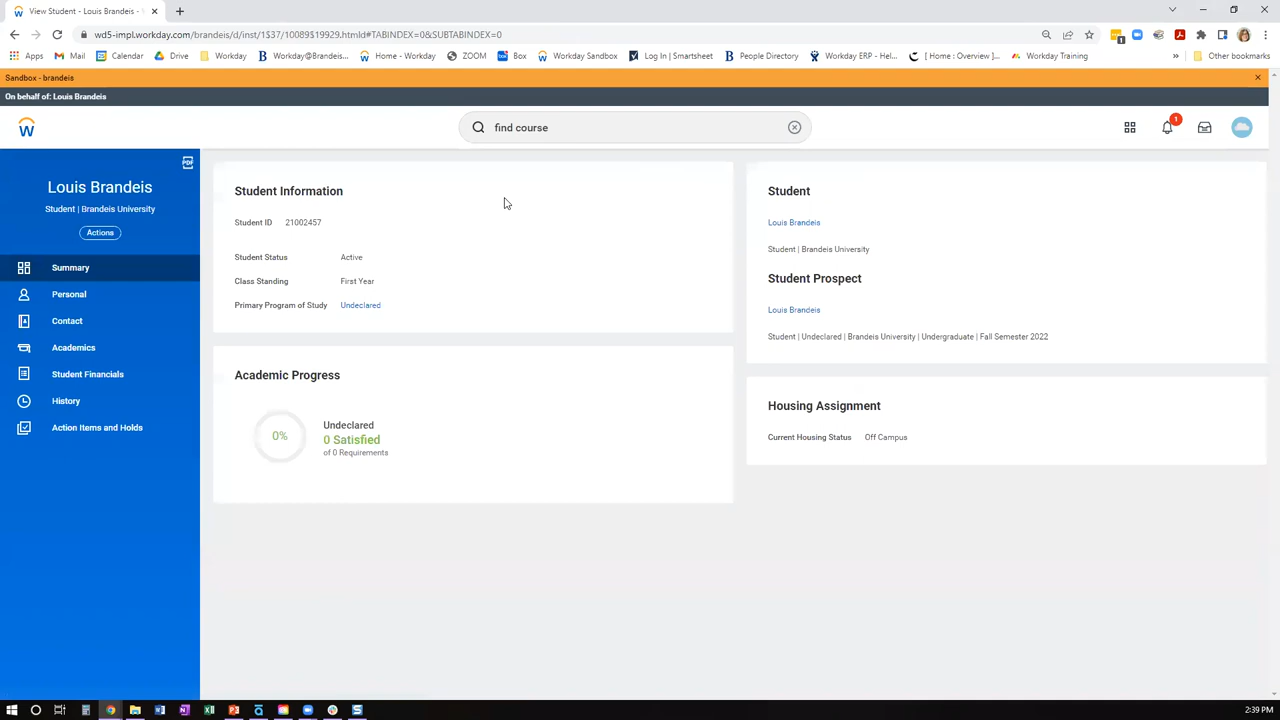 View Student - Louis Brandeis -
wd5-impl.workday.com/brandeis/d/inst/1$37/10089$19929.htmld#TABINDEX=0&SUBTABINDEX=0
Apps
Mail
Calendar
Drive
Workday
Workday@Brandeis...
Home - Workday
ZOOM
Box
Workday Sandbox
Log In | Smartsheet
People Directory
Workday ERP - Hel...
[ Home : Overview ]...
Workday Training
Other bookmarks
Sandbox - brandeis
On behalf of: Louis Brandeis
find course
1
PDF
Louis Brandeis
Student | Brandeis University
Actions
Summary
Personal
Contact
Academics
Student Financials
History
Action Items and Holds
Student Information
Student ID 21002457
Student Status Active
Class Standing First Year
Primary Program of Study Undeclared
Academic Progress
0%
Undeclared
0 Satisfied
of 0 Requirements
Student
Louis Brandeis
Student | Brandeis University
Student Prospect
Louis Brandeis
Student | Undeclared | Brandeis University | Undergraduate | Fall Semester 2022
Housing Assignment
Current Housing Status Off Campus
2:39 PM